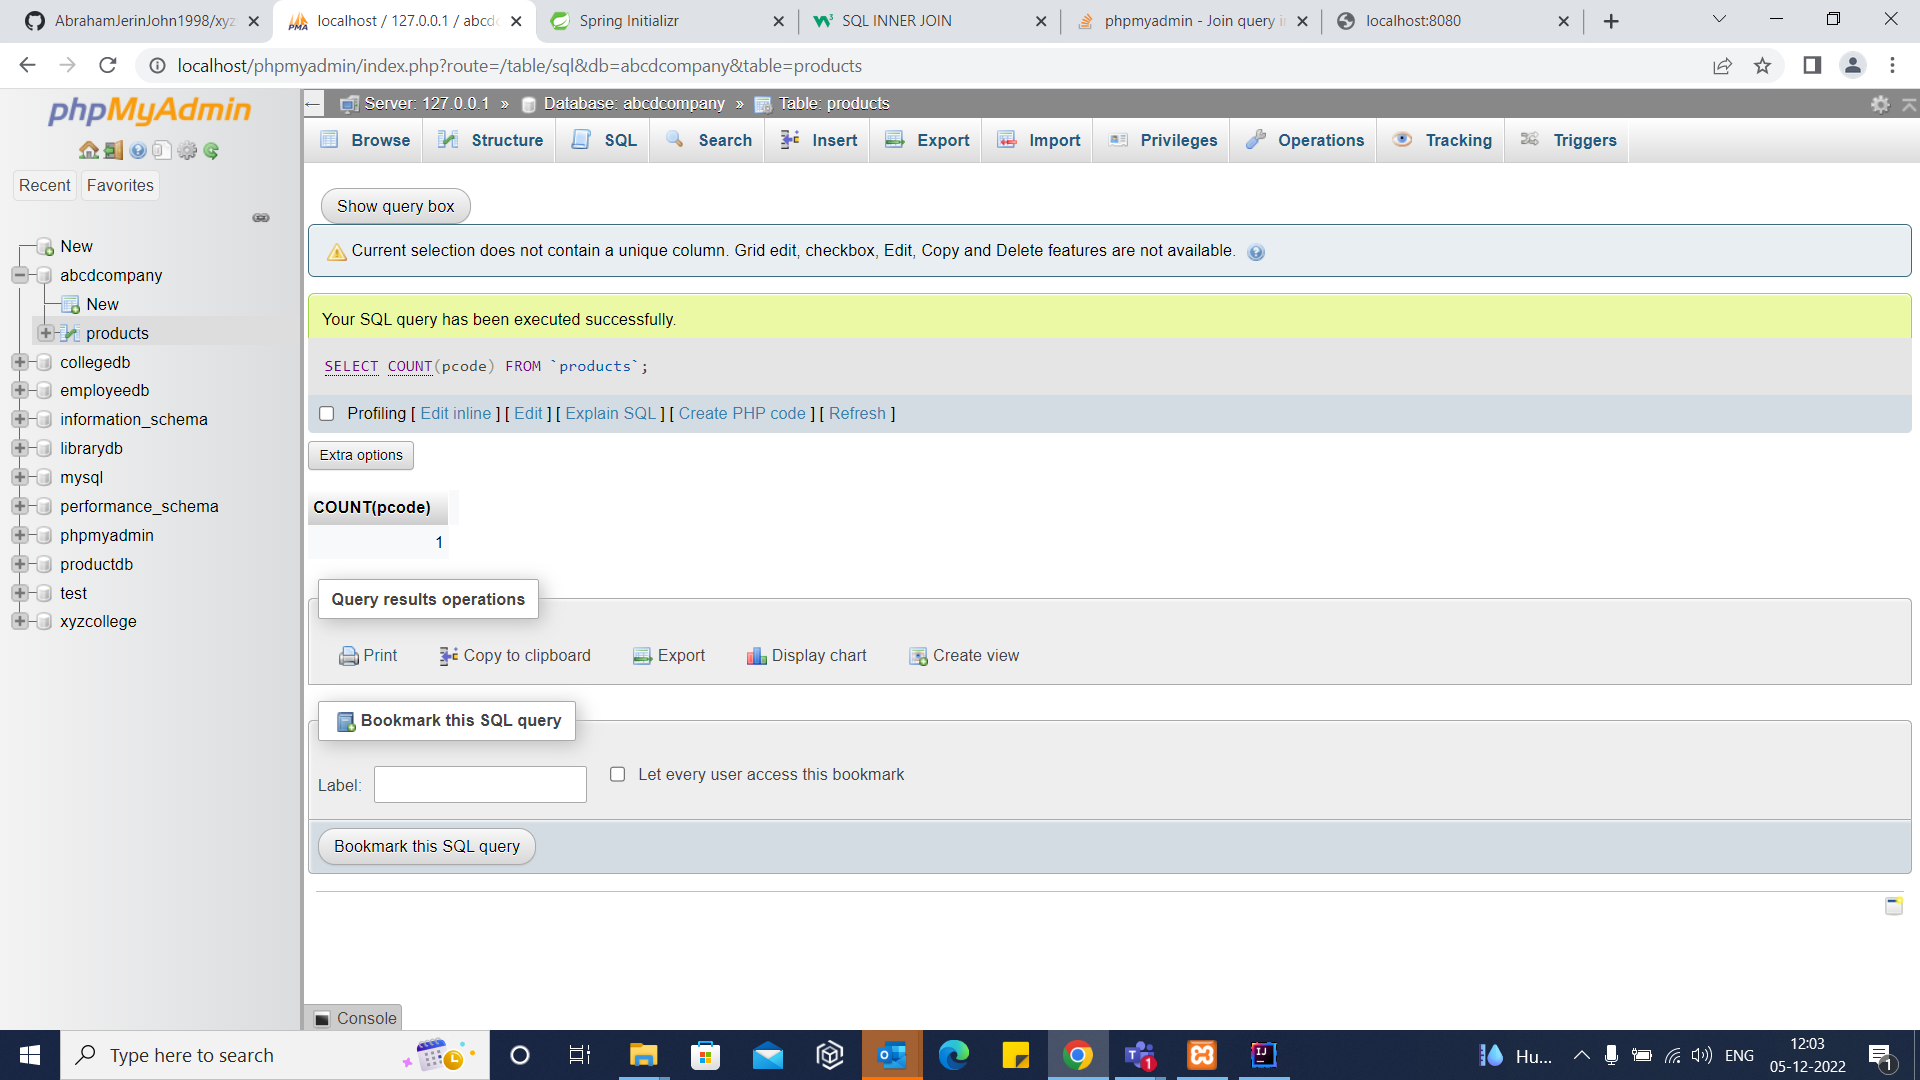 AbrahamJerinJohn1998/xyz
localhost / 127.0.0.1 / abcdc
Spring Initializr
SQL INNER JOIN
phpmyadmin - Join query i
localhost:8080
localhost/phpmyadmin/index.php?route=/table/sql&db=abcdcompany&table=products
phpMyAdmin
Recent
Favorites
New
abcdcompany
New
products
collegedb
employeedb
information_schema
librarydb
mysql
performance_schema
phpmyadmin
productdb
test
xyzcollege
Server: 127.0.0.1 » Database: abcdcompany » Table: products
Browse
Structure
SQL
Search
Insert
Export
Import
Privileges
Operations
Tracking
Triggers
Show query box
Current selection does not contain a unique column. Grid edit, checkbox, Edit, Copy and Delete features are not available.
Your SQL query has been executed successfully.
SELECT COUNT(pcode) FROM `products`;
Profiling [ Edit inline ] [ Edit ] [ Explain SQL ] [ Create PHP code ] [ Refresh ]
Extra options
COUNT(pcode)
1
Query results operations
Print
Copy to clipboard
Export
Display chart
Create view
Bookmark this SQL query
Label:
Let every user access this bookmark
Bookmark this SQL query
Console
Type here to search
Hu...
ENG
12:03
05-12-2022
1
1